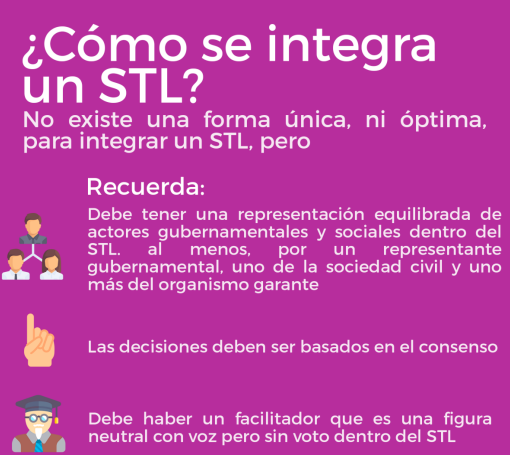 ¿Cómo se integra
un STL?
No existe una forma única, ni óptima,
para integrar un STL, pero
Recuerda:
Debe tener una representación equilibrada de
actores gubernamentales y sociales dentro del
STL. al menos, por un representante
gubernamental, uno de la sociedad civil y uno
más del organismo garante
Las decisiones deben ser basados en el consenso
Debe haber un facilitador que es una figura
neutral con voz pero sin voto dentro del STL